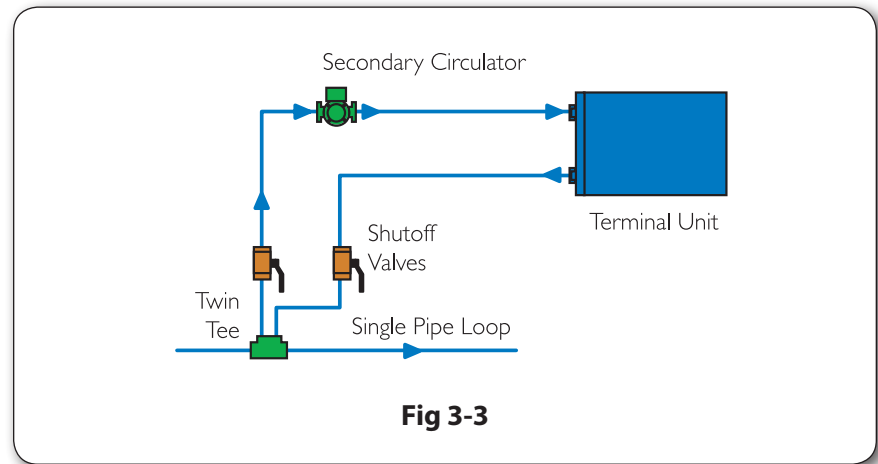 Secondary Circulator
Terminal Unit
Shutoff
Valves
Twin
Tee
Single Pipe Loop
Fig 3-3